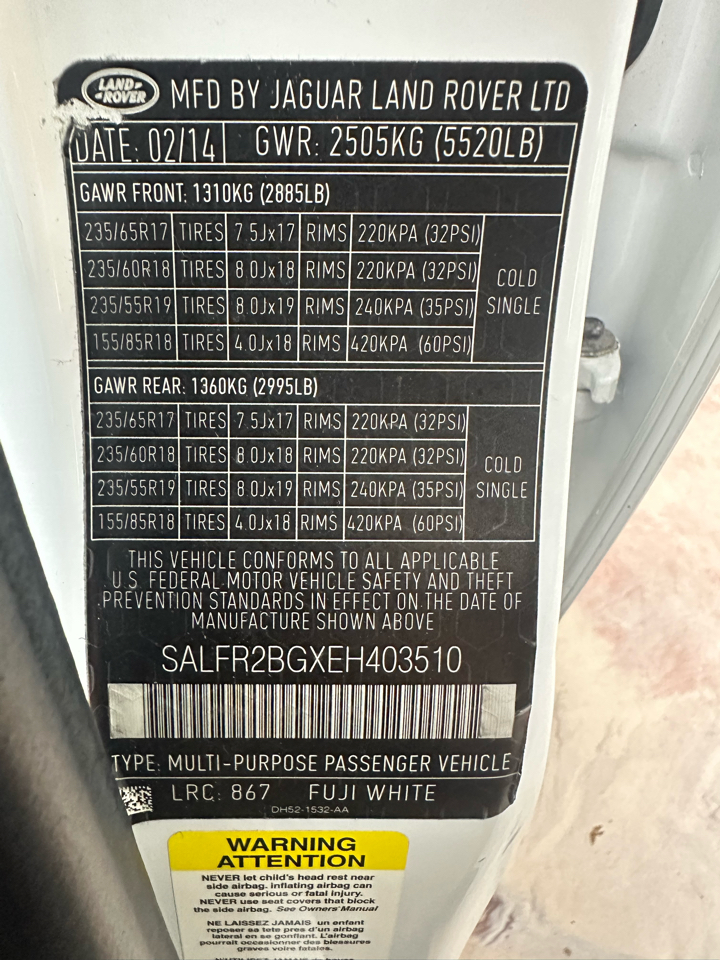 LAND ROVER
MFD BY JAGUAR LAND ROVER LTD
DATE: 02/14 GWR: 2505KG (5520LB)
GAWR FRONT: 1310KG (2885LB)
235/65R17 TIRES 7.5Jx17 RIMS 220KPA (32PSI)
235/60R18 TIRES 8.0Jx18 RIMS 220KPA (32PSI)
235/55R19 TIRES 8.0Jx19 RIMS 240KPA (35PSI)
155/85R18 TIRES 4.0Jx18 RIMS 420KPA (60PSI)
COLD
SINGLE
GAWR REAR: 1360KG (2995LB)
235/65R17 TIRES 7.5Jx17 RIMS 220KPA (32PSI)
235/60R18 TIRES 8.0Jx18 RIMS 220KPA (32PSI)
235/55R19 TIRES 8.0Jx19 RIMS 240KPA (35PSI)
155/85R18 TIRES 4.0Jx18 RIMS 420KPA (60PSI)
COLD
SINGLE
THIS VEHICLE CONFORMS TO ALL APPLICABLE
U.S. FEDERAL MOTOR VEHICLE SAFETY AND THEFT
PREVENTION STANDARDS IN EFFECT ON THE DATE OF
MANUFACTURE SHOWN ABOVE
SALFR2BGXEH403510
TYPE: MULTI-PURPOSE PASSENGER VEHICLE
LRC: 867 FUJI WHITE
DH52-1532-AA
WARNING
ATTENTION
NEVER let child's head rest near
side airbag. inflating airbag can
cause serious or fatal injury.
NEVER use seat covers that block
the side airbag. See Owners' Manual
NE LAISSEZ JAMAIS un enfant
reposer sa tete pres d'un airbag
lateral en se gonflant. L'airbag
pourrait occasionner des blessures
graves voire fatales.